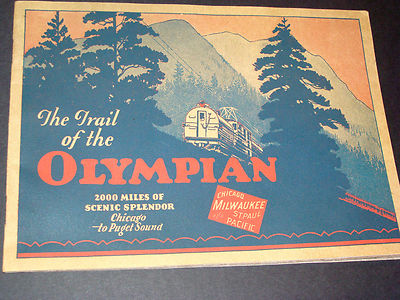 The Trail
of the
OLYMPIAN
2000 MILES OF
SCENIC SPLENDOR
Chicago
to Puget Sound
CHICAGO
MILWAUKEE
AND ST. PAUL
PACIFIC